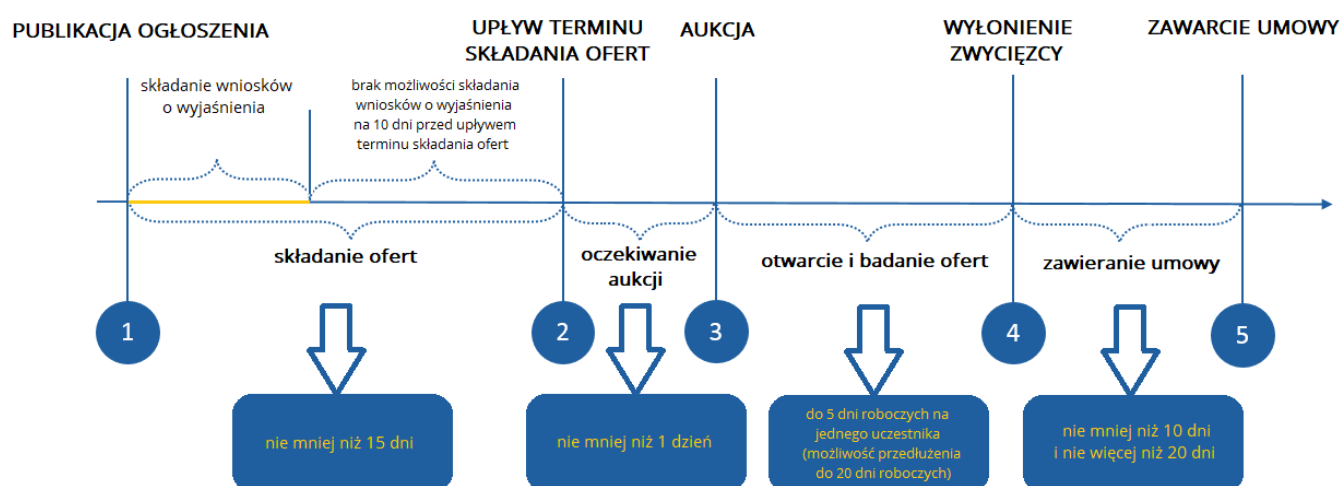 PUBLIKACJA OGŁOSZENIA
UPŁYW TERMINU
SKŁADANIA OFERT
AUKCJA
WYŁONIENIE
ZWYCIĘZCY
ZAWARCIE UMOWY
składanie wniosków
o wyjaśnienia
brak możliwości składania
wniosków o wyjaśnienia
na 10 dni przed upływem
terminu składania ofert
składanie ofert
oczekiwanie
aukcji
otwarcie i badanie ofert
zawieranie umowy
1
2
3
4
5
nie mniej niż 15 dni
nie mniej niż 1 dzień
do 5 dni roboczych na
jednego uczestnika
(możliwość przedłużenia
do 20 dni roboczych)
nie mniej niż 10 dni
i nie więcej niż 20 dni